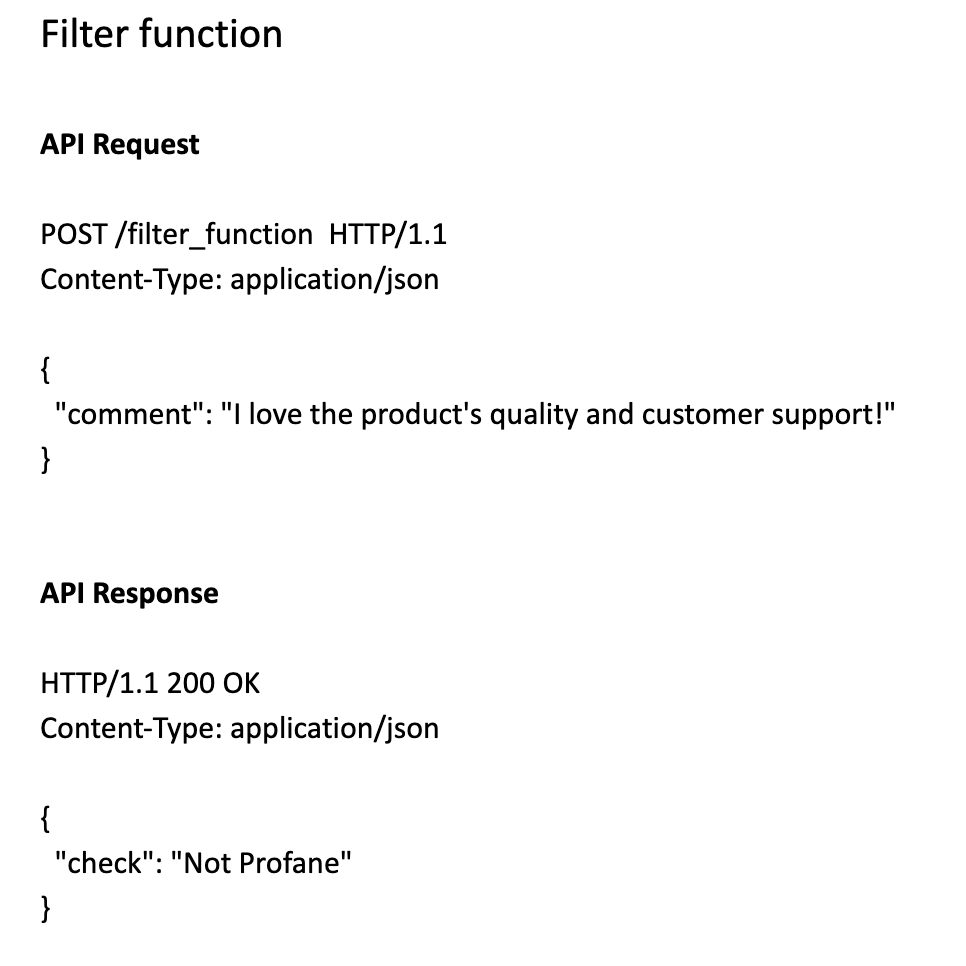 Filter function
API Request
POST /filter_function  HTTP/1.1
Content-Type: application/json
{
"comment": "I love the product's quality and customer support!"
}
API Response
HTTP/1.1 200 OK
Content-Type: application/json
{
"check": "Not Profane"
}